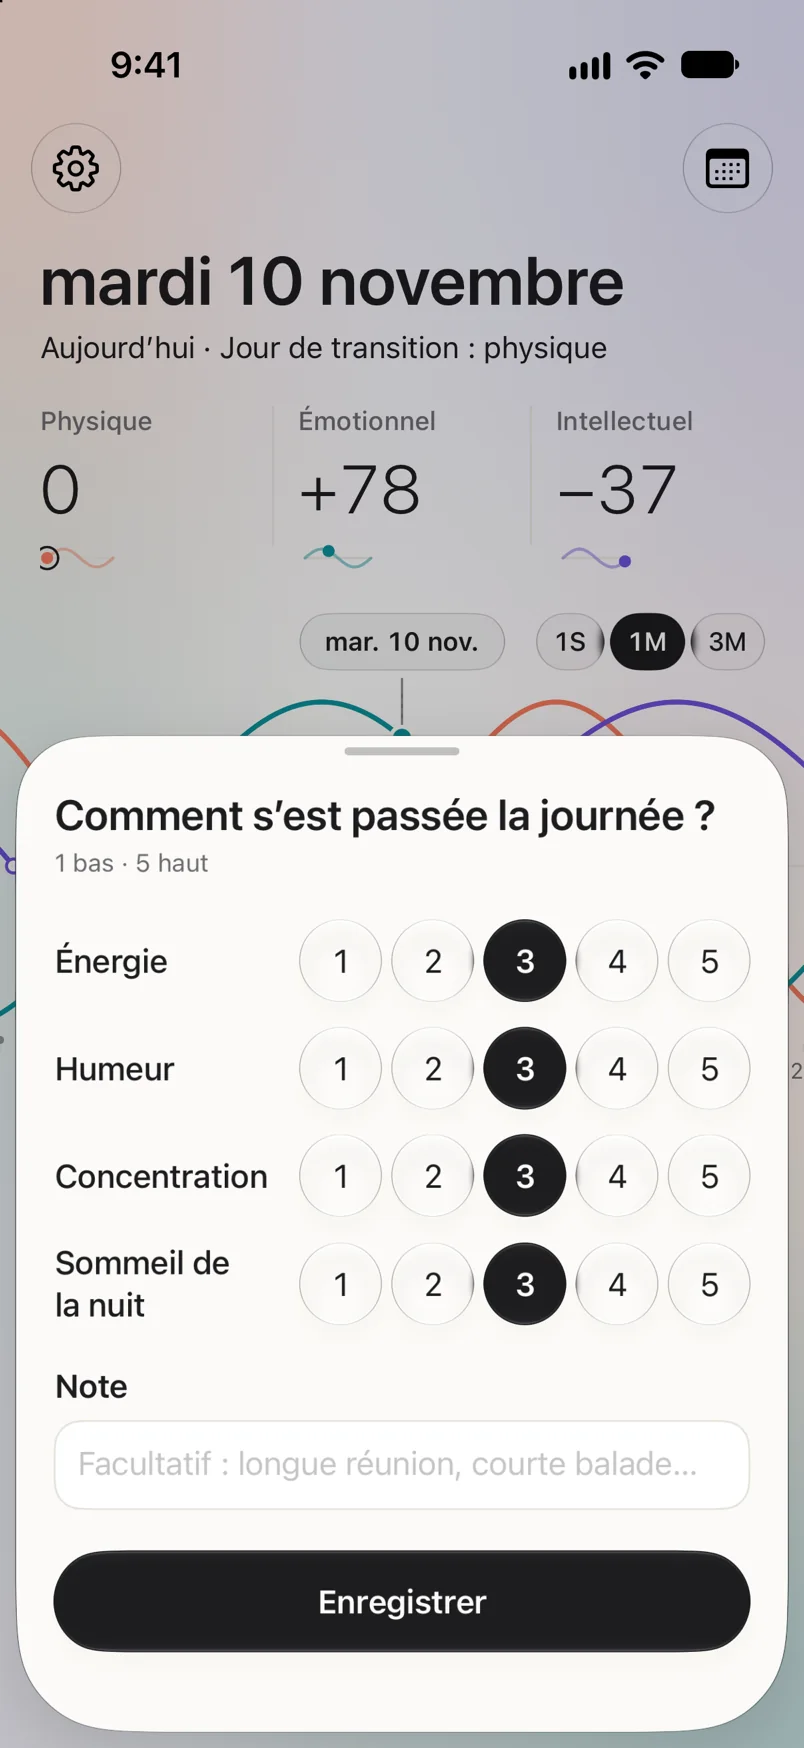 9:41
mardi 10 novembre
Aujourd’hui · Jour de transition : physique
Physique
Émotionnel
Intellectuel
0
+78
−37
mar. 10 nov.
1S
1M
3M
Comment s’est passée la journée ?
1 bas · 5 haut
Énergie
1 2 3 4 5
Humeur
1 2 3 4 5
Concentration
1 2 3 4 5
Sommeil de
la nuit
1 2 3 4 5
Note
Facultatif : longue réunion, courte balade...
Enregistrer